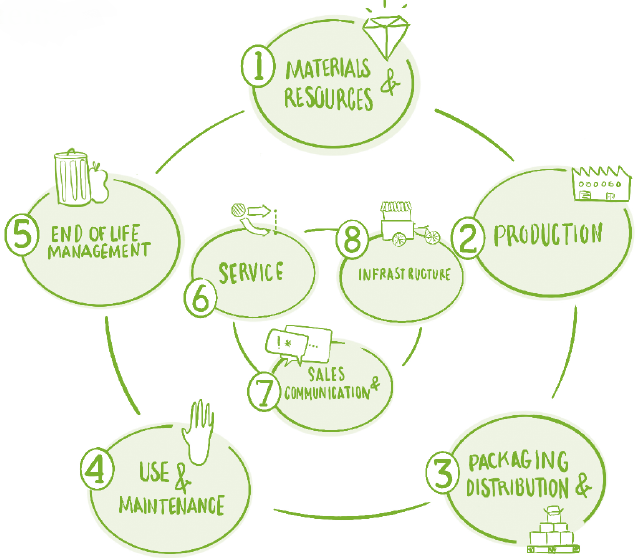 1
MATERIALS &
RESOURCES
2
PRODUCTION
3
PACKAGING
DISTRIBUTION &
4
USE &
MAINTENANCE
5
END OF LIFE
MANAGEMENT
6
SERVICE
7
SALES
COMMUNICATION &
8
INFRASTRUCTURE
! *
...